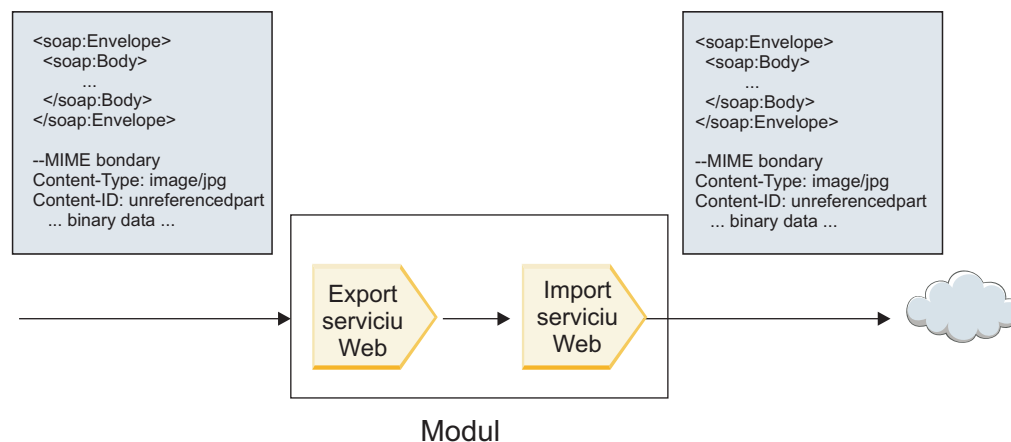 <soap:Envelope>
<soap:Body>
...
</soap:Body>
</soap:Envelope>
--MIME bondary
Content-Type: image/jpg
Content-ID: unreferencedpart
... binary data ...
<soap:Envelope>
<soap:Body>
...
</soap:Body>
</soap:Envelope>
--MIME bondary
Content-Type: image/jpg
Content-ID: unreferencedpart
... binary data ...
Export
serviciu
Web
Import
serviciu
Web
Modul